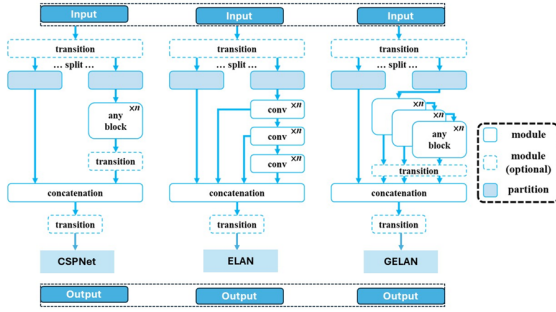 Input Input Input
transition transition transition
... split ... ... split ... ... split ...
any block ×n
transition
conv ×n
conv ×n
conv ×n
×n
×n
any block ×n
transition
concatenation concatenation concatenation
transition transition transition
CSPNet ELAN GELAN
Output Output Output
module
module
(optional)
partition